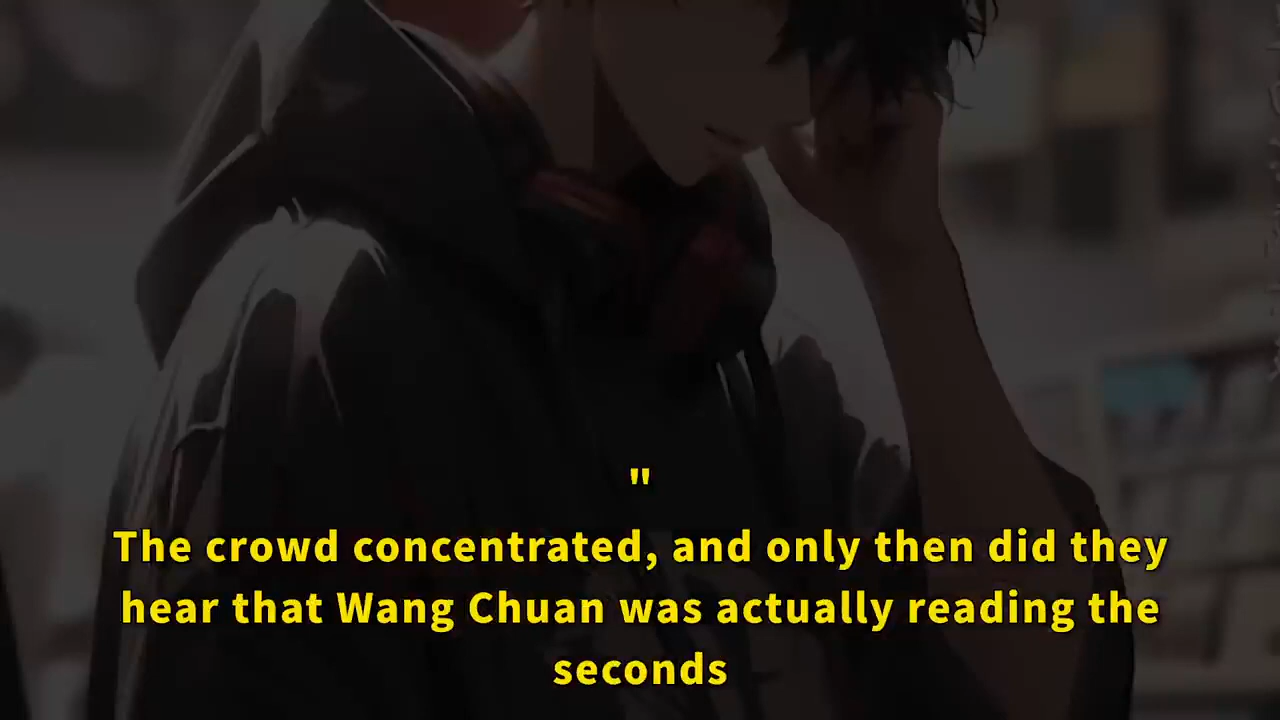 "
The crowd concentrated, and only then did they
hear that Wang Chuan was actually reading the
seconds